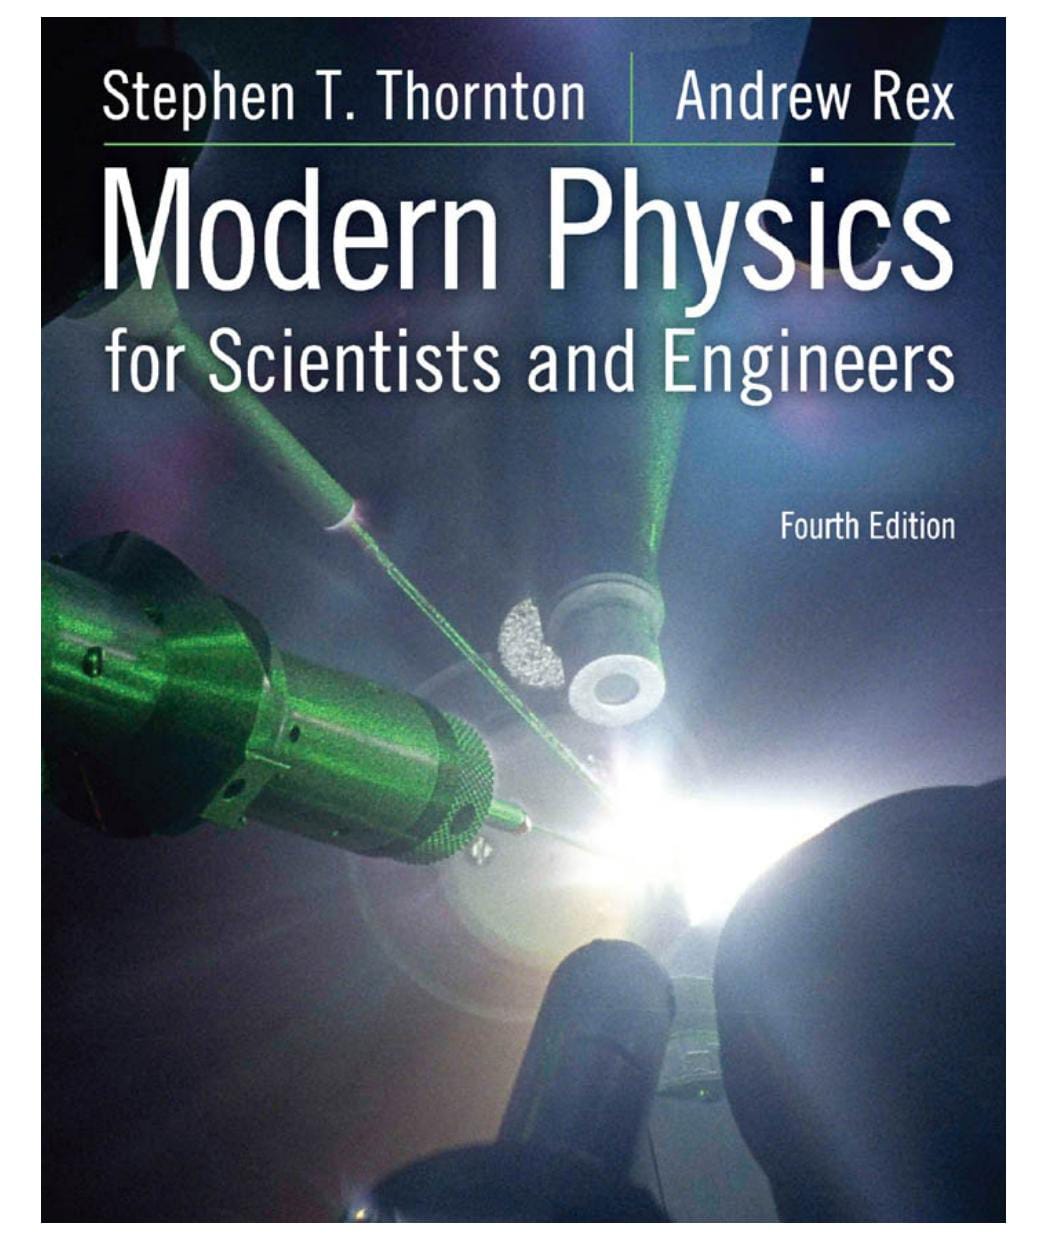 Stephen T. Thornton
Andrew Rex
Modern Physics
for Scientists and Engineers
Fourth Edition